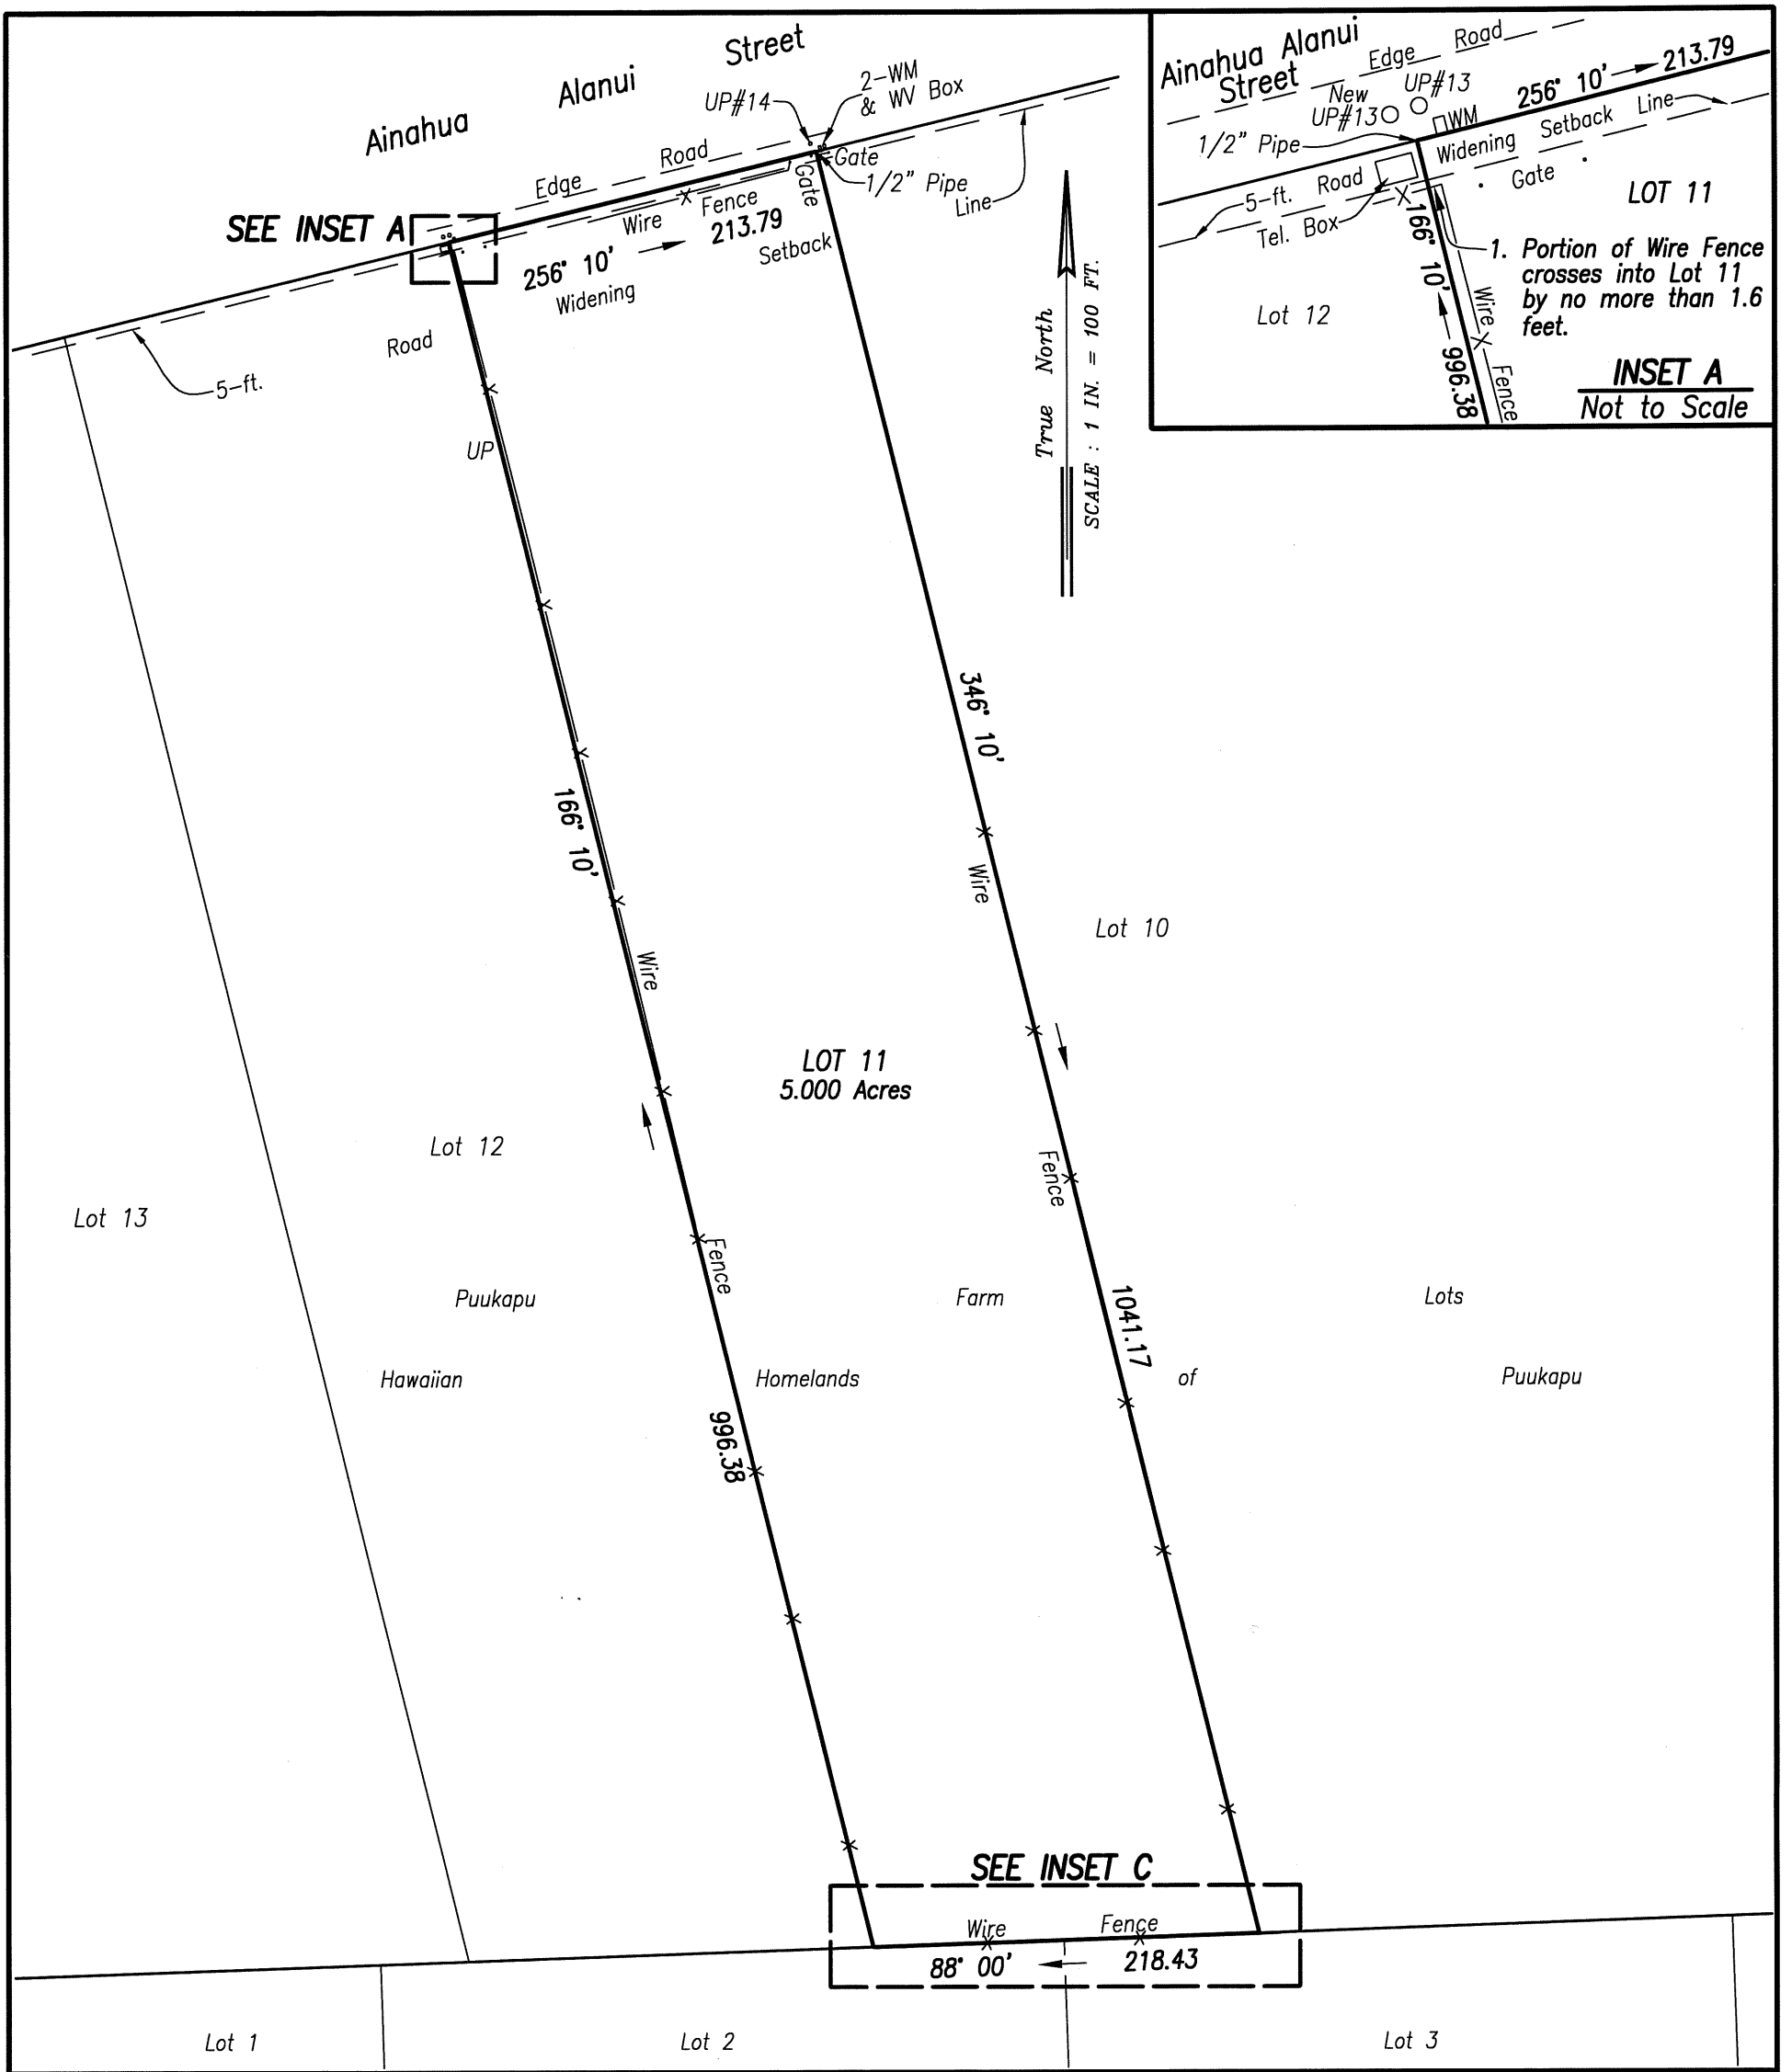 Ainahua Alanui Street
UP#14
2-WM
& WV Box
Edge Road
Gate
Gate
1/2" Pipe
Wire Fence
SEE INSET A
256° 10' 213.79
Road Widening Setback Line
5-ft.
UP
True North
SCALE : 1 IN. = 100 FT.
Ainahua Alanui
Street
Edge Road
New
UP#13
UP#13
WM
256° 10' 213.79
1/2" Pipe
5-ft. Road Widening Setback Line
Tel. Box
Gate
LOT 11
166° 10' 996.38
Wire Fence
1. Portion of Wire Fence
crosses into Lot 11
by no more than 1.6
feet.
Lot 12
INSET A
Not to Scale
346° 10'
Wire Fence
1041.17
166° 10'
Wire Fence
996.38
Lot 10
LOT 11
5.000 Acres
Lot 12
Lot 13
Puukapu Farm Lots
Hawaiian Homelands of Puukapu
SEE INSET C
Wire Fence
88° 00' 218.43
Lot 1
Lot 2
Lot 3